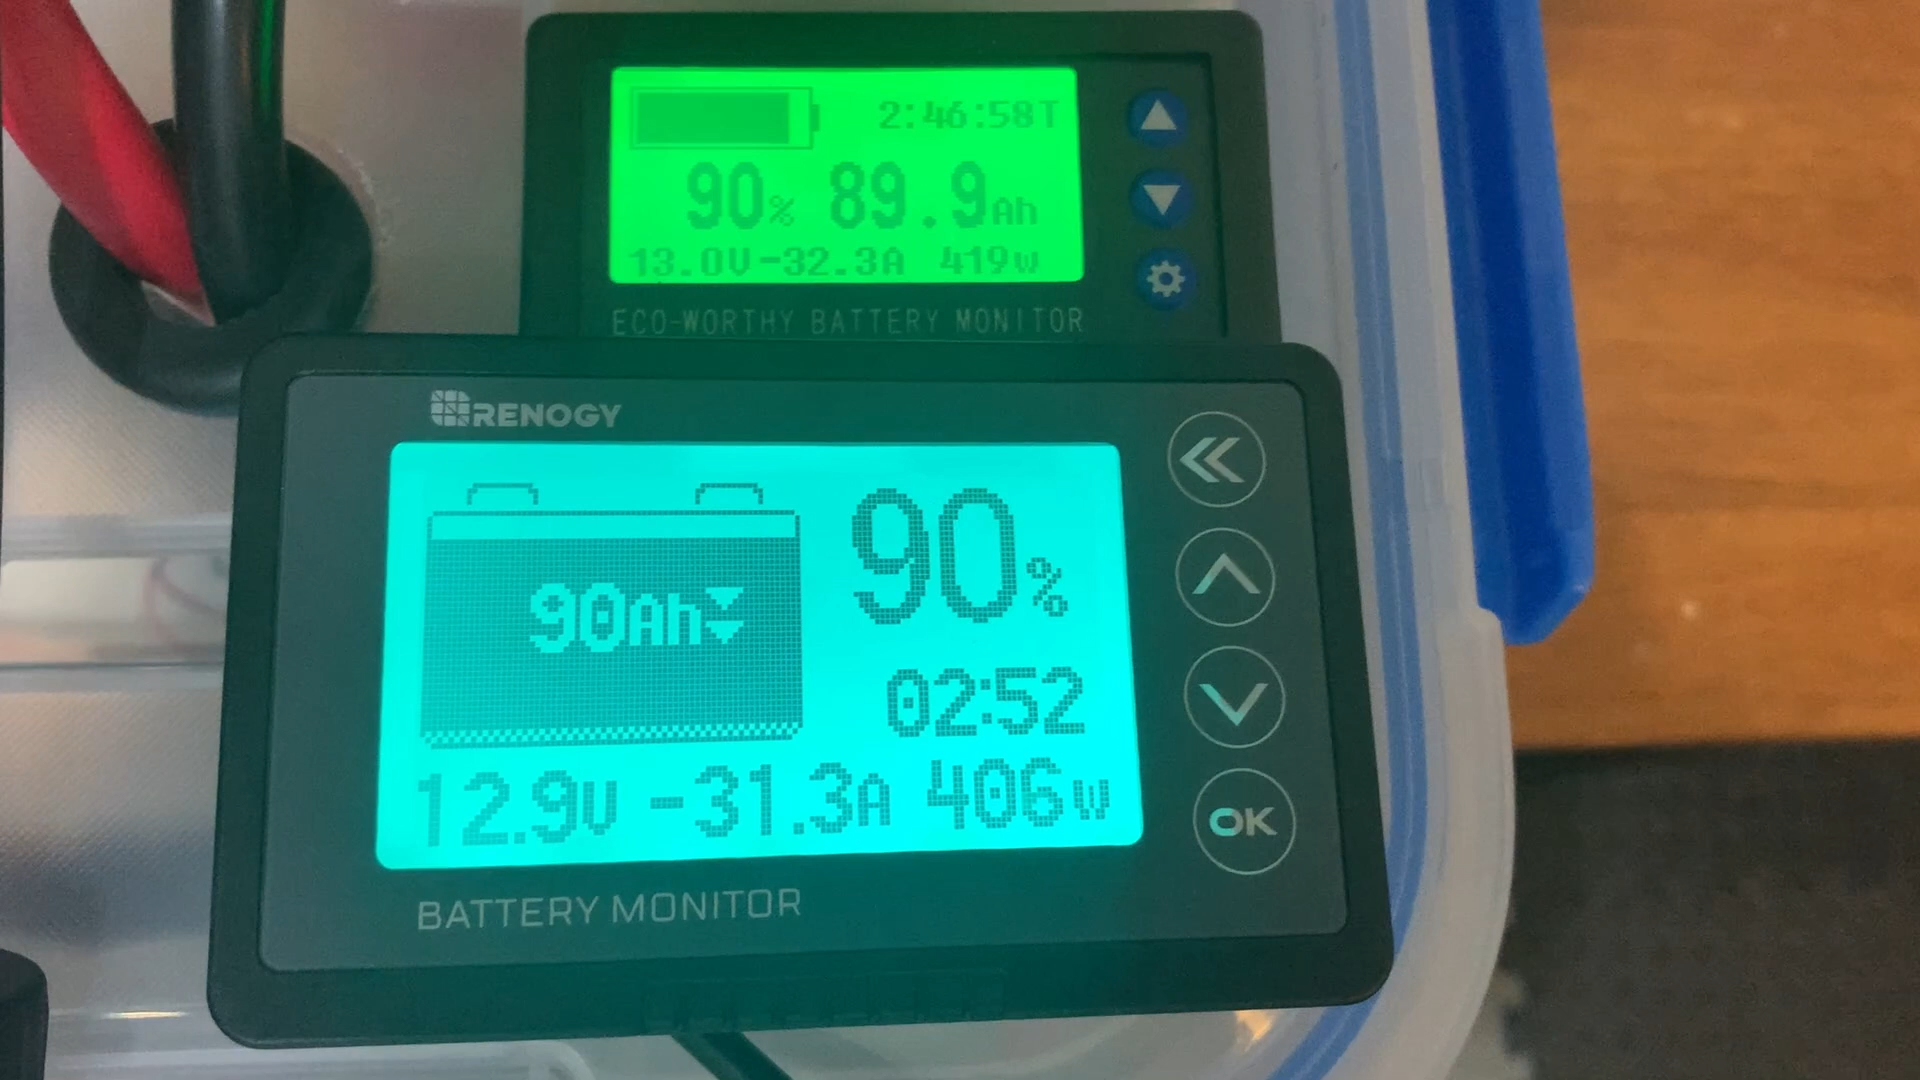 2:46:58T
90% 89.9Ah
13.0V-32.3A 419W
ECO-WORTHY BATTERY MONITOR
RENOGY
90Ah
90%
02:52
12.9V -31.3A 406W
OK
BATTERY MONITOR